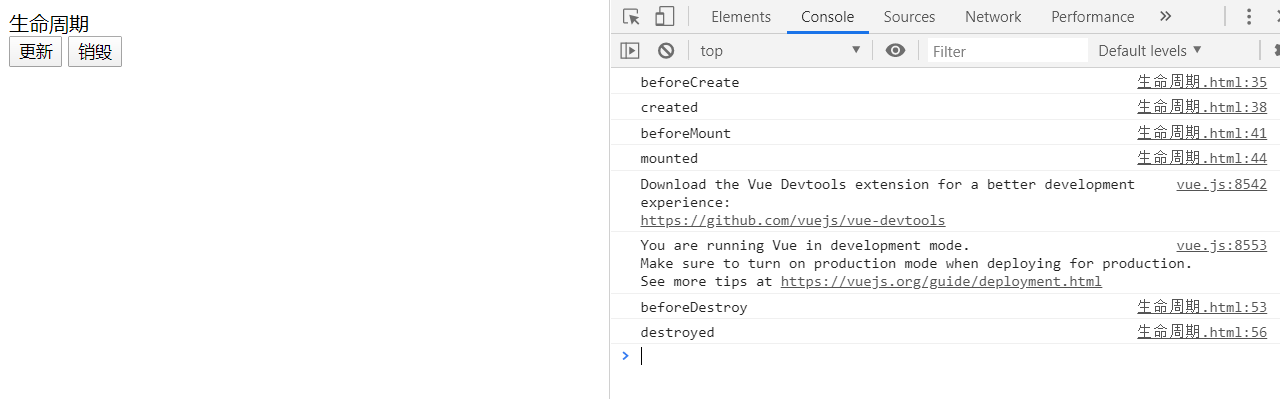 生命周期
更新 销毁
Elements Console Sources Network Performance »
top Filter Default levels
beforeCreate 生命周期.html:35
created 生命周期.html:38
beforeMount 生命周期.html:41
mounted 生命周期.html:44
Download the Vue Devtools extension for a better development vue.js:8542
experience:
https://github.com/vuejs/vue-devtools
You are running Vue in development mode. vue.js:8553
Make sure to turn on production mode when deploying for production.
See more tips at https://vuejs.org/guide/deployment.html
beforeDestroy 生命周期.html:53
destroyed 生命周期.html:56